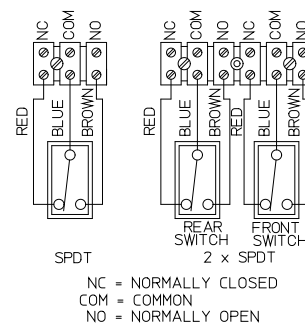 NC COM NO NC COM NO NC COM NO
RED BLUE BROWN RED BLUE BROWN RED BLUE BROWN
REAR SWITCH
FRONT SWITCH
SPDT
2 x SPDT
NC = NORMALLY CLOSED
COM = COMMON
NO = NORMALLY OPEN